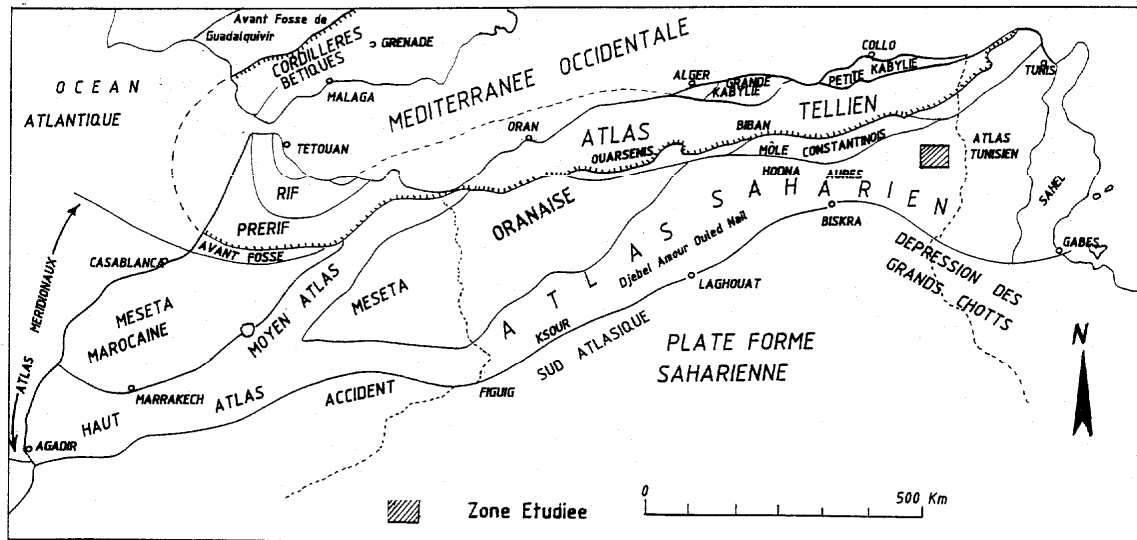 Avant Fosse de
Guadalquivir
CORDILLERES
BETIQUES
GRENADE
MALAGA
OCEAN
ATLANTIQUE
MEDITERRANEE OCCIDENTALE
COLLO
PETITE KABYLIE
ALGER
GRANDE
KABYLIE
TUNIS
TETOUAN
ORAN
ATLAS
TELLIEN
OUARSENIS
BIBAN
MÔLE CONSTANTINOIS
HODNA
AURES
ATLAS
TUNISIEN
SAHEL
RIF
PRERIF
AVANT FOSSE
CASABLANCA
ORANAISE
MESETA
ATLAS SAHARIEN
Djebel Amour Ouled Nail
BISKRA
GABES
DEPRESSION DES
GRANDS CHOTTS
ATLAS MERIDIONAUX
MESETA
MAROCAINE
MOYEN ATLAS
LAGHOUAT
KSOUR
SUD ATLASIQUE
PLATE FORME
SAHARIENNE
N
MARRAKECH
HAUT ATLAS
ACCIDENT
FIGUIG
AGADIR
Zone Etudiee
0
500 Km